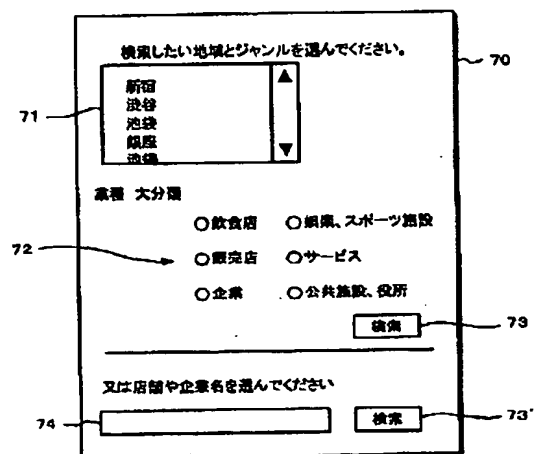 検索したい地域とジャンルを選んでください。
70
新宿
渋谷
池袋
銀座
池袋
71
業種 大分類
○飲食店 ○娯楽、スポーツ施設
72
○販売店 ○サービス
○企業 ○公共施設、役所
検索
73
又は店舗や企業名を選んでください
74
検索
73'